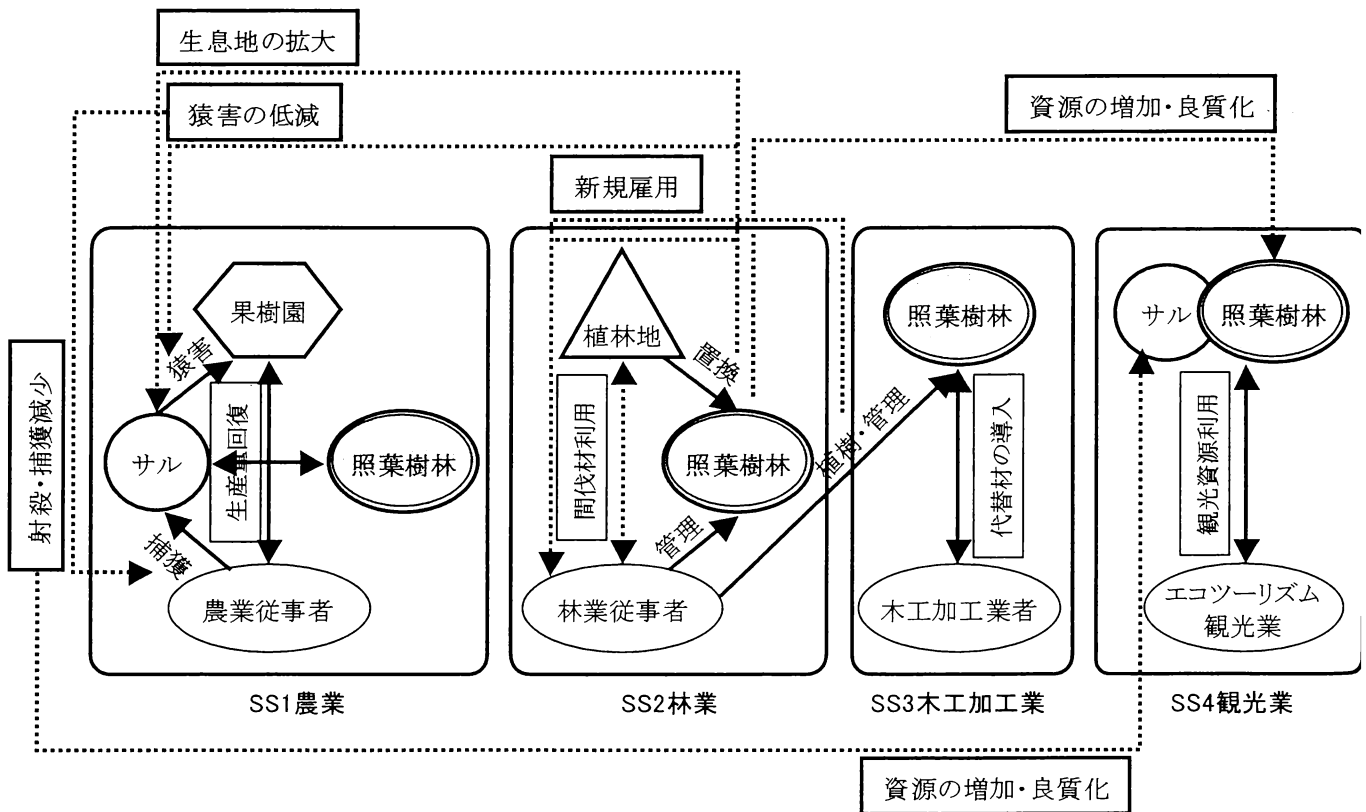 生息地の拡大
猿害の低減
資源の増加・良質化
新規雇用
果樹園
植林地
照葉樹林
サル
照葉樹林
猿害
置換
射殺・捕獲減少
生産量回復
間伐材利用
植樹・管理
代替材の導入
観光資源利用
サル
照葉樹林
照葉樹林
捕獲
管理
農業従事者
林業従事者
木工加工業者
エコツーリズム
観光業
SS1農業
SS2林業
SS3木工加工業
SS4観光業
資源の増加・良質化